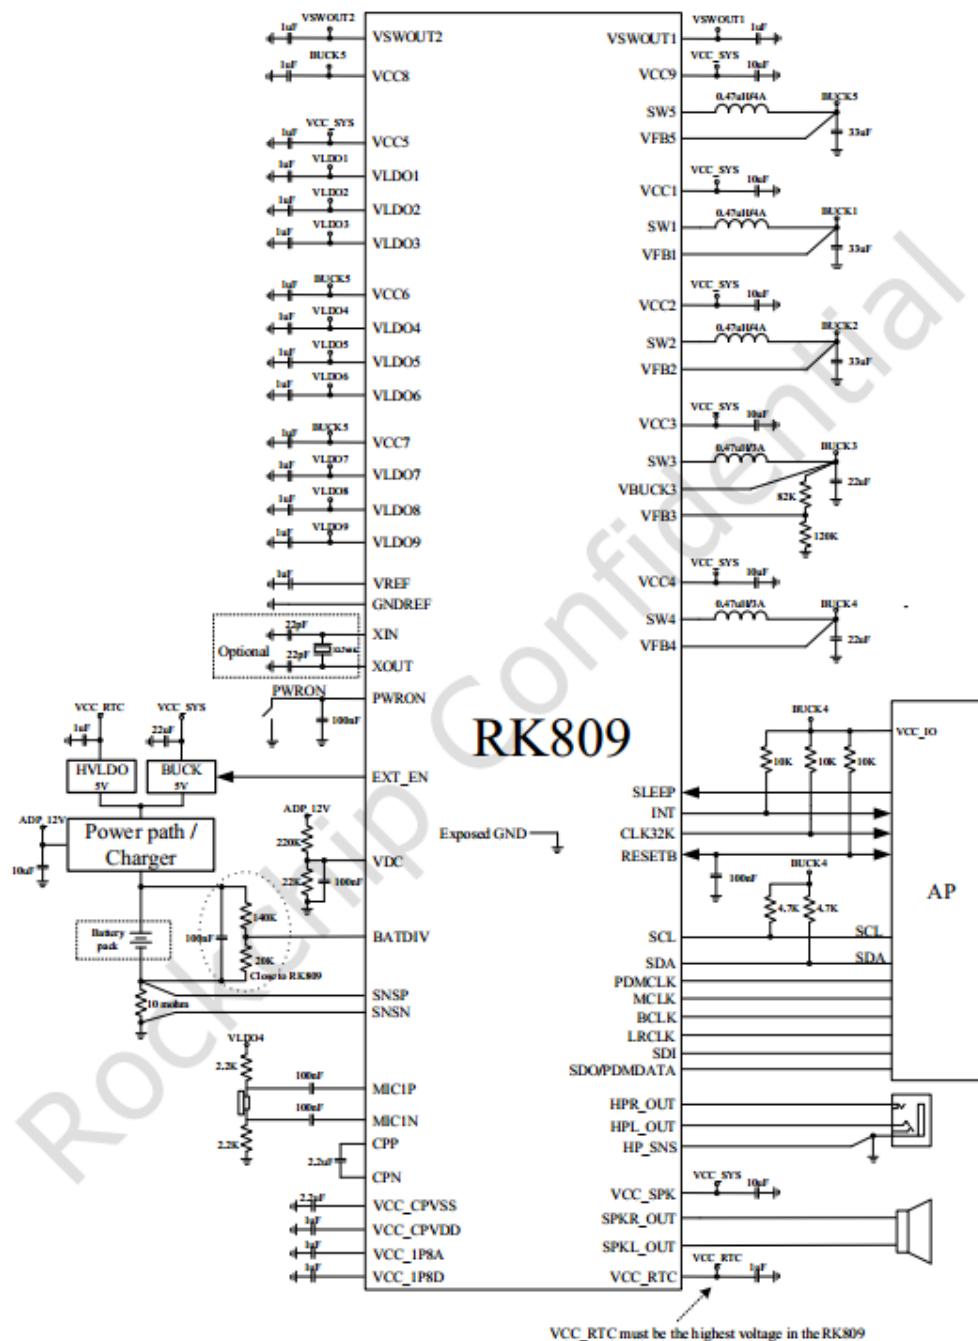 VSWOUT2
1uF
VSWOUT2
BUCK5
1uF
VCC8
VCC_SYS
1uF
VCC5
VLDO1
1uF
VLDO1
VLDO2
1uF
VLDO2
VLDO3
1uF
VLDO3
BUCK5
1uF
VCC6
VLDO4
1uF
VLDO4
VLDO5
1uF
VLDO5
VLDO6
1uF
VLDO6
BUCK5
1uF
VCC7
VLDO7
1uF
VLDO7
VLDO8
1uF
VLDO8
VLDO9
1uF
VLDO9
1uF
VREF
GNDREF
22pF
XIN
Optional
22pF
XOUT
PWRON
PWRON
100nF
VCC_RTC
VCC_SYS
1uF
22uF
HVLDO
5V
BUCK
5V
EXT_EN
ADP_12V
Power path /
Charger
10uF
ADP_12V
220K
VDC
22K
100nF
140K
100nF
BATDIV
20K
Close to RK809
Battery
pack
SNSP
10 mohm
SNSN
VLDO4
2.2K
100nF
MIC1P
100nF
MIC1N
2.2K
CPP
2.2uF
CPN
2.2uF
VCC_CPVSS
1uF
VCC_CPVDD
1uF
VCC_1P8A
1uF
VCC_1P8D
RK809
Exposed GND
VSWOUT1
VSWOUT1
1uF
VCC_SYS
VCC9
10uF
0.47uH/4A
BUCK5
SW5
VFB5
33uF
VCC_SYS
VCC1
10uF
0.47uH/4A
BUCK1
SW1
VFB1
33uF
VCC_SYS
VCC2
10uF
0.47uH/4A
BUCK2
SW2
VFB2
33uF
VCC_SYS
VCC3
10uF
0.47uH/3A
BUCK3
SW3
VBUCK3
22uF
82K
VFB3
120K
VCC_SYS
VCC4
10uF
0.47uH/3A
BUCK4
SW4
VFB4
22uF
BUCK4
VCC_IO
10K
10K
10K
SLEEP
INT
CLK32K
RESETB
100nF
BUCK4
AP
4.7K
4.7K
SCL
SCL
SDA
SDA
PDMCLK
MCLK
BCLK
LRCLK
SDI
SDO/PDMDATA
HPR_OUT
HPL_OUT
HP_SNS
VCC_SYS
VCC_SPK
10uF
SPKR_OUT
SPKL_OUT
VCC_RTC
VCC_RTC
1uF
VCC_RTC must be the highest voltage in the RK809
Rockchip Confidential